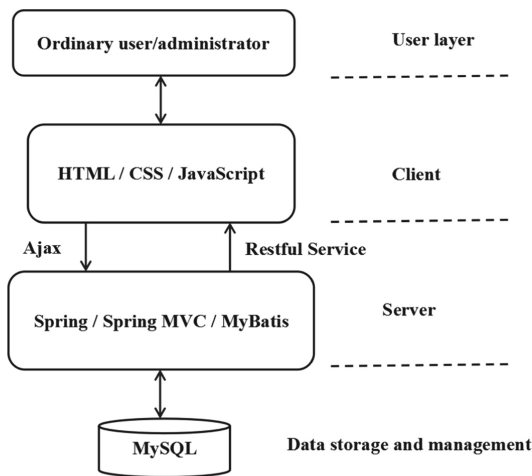 Ordinary user/administrator
User layer
HTML / CSS / JavaScript
Client
Ajax
Restful Service
Spring / Spring MVC / MyBatis
Server
MySQL
Data storage and management